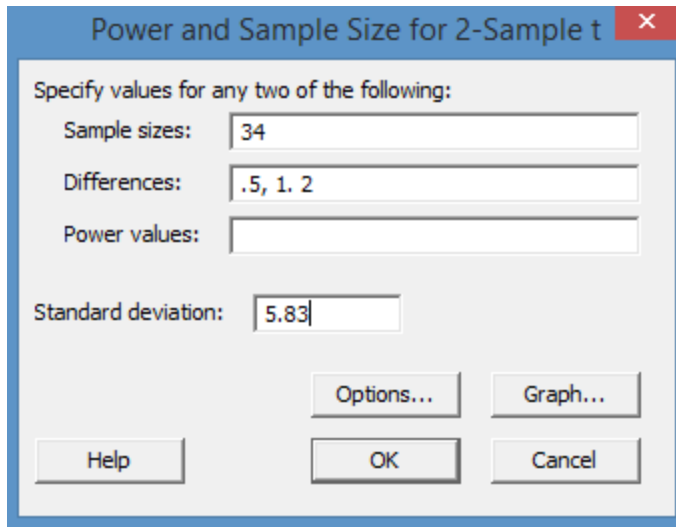 Power and Sample Size for 2-Sample t
Specify values for any two of the following:
Sample sizes: 34
Differences: .5, 1. 2
Power values:
Standard deviation: 5.83
Options... Graph...
Help OK Cancel